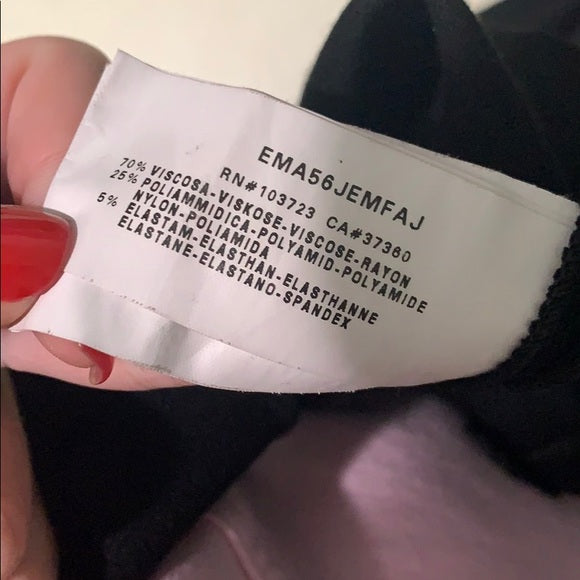 EMA56JEMFAJ
RN#103723 CA#37360
70% VISCOSA-VISKOSE-VISCOSE-RAYON
25% POLIAMMIDICA-POLYAMID-POLYAMIDE
NYLON-POLIAMIDA
5% ELASTAM-ELASTHAN-ELASTHANNE
ELASTANE-ELASTANO-SPANDEX